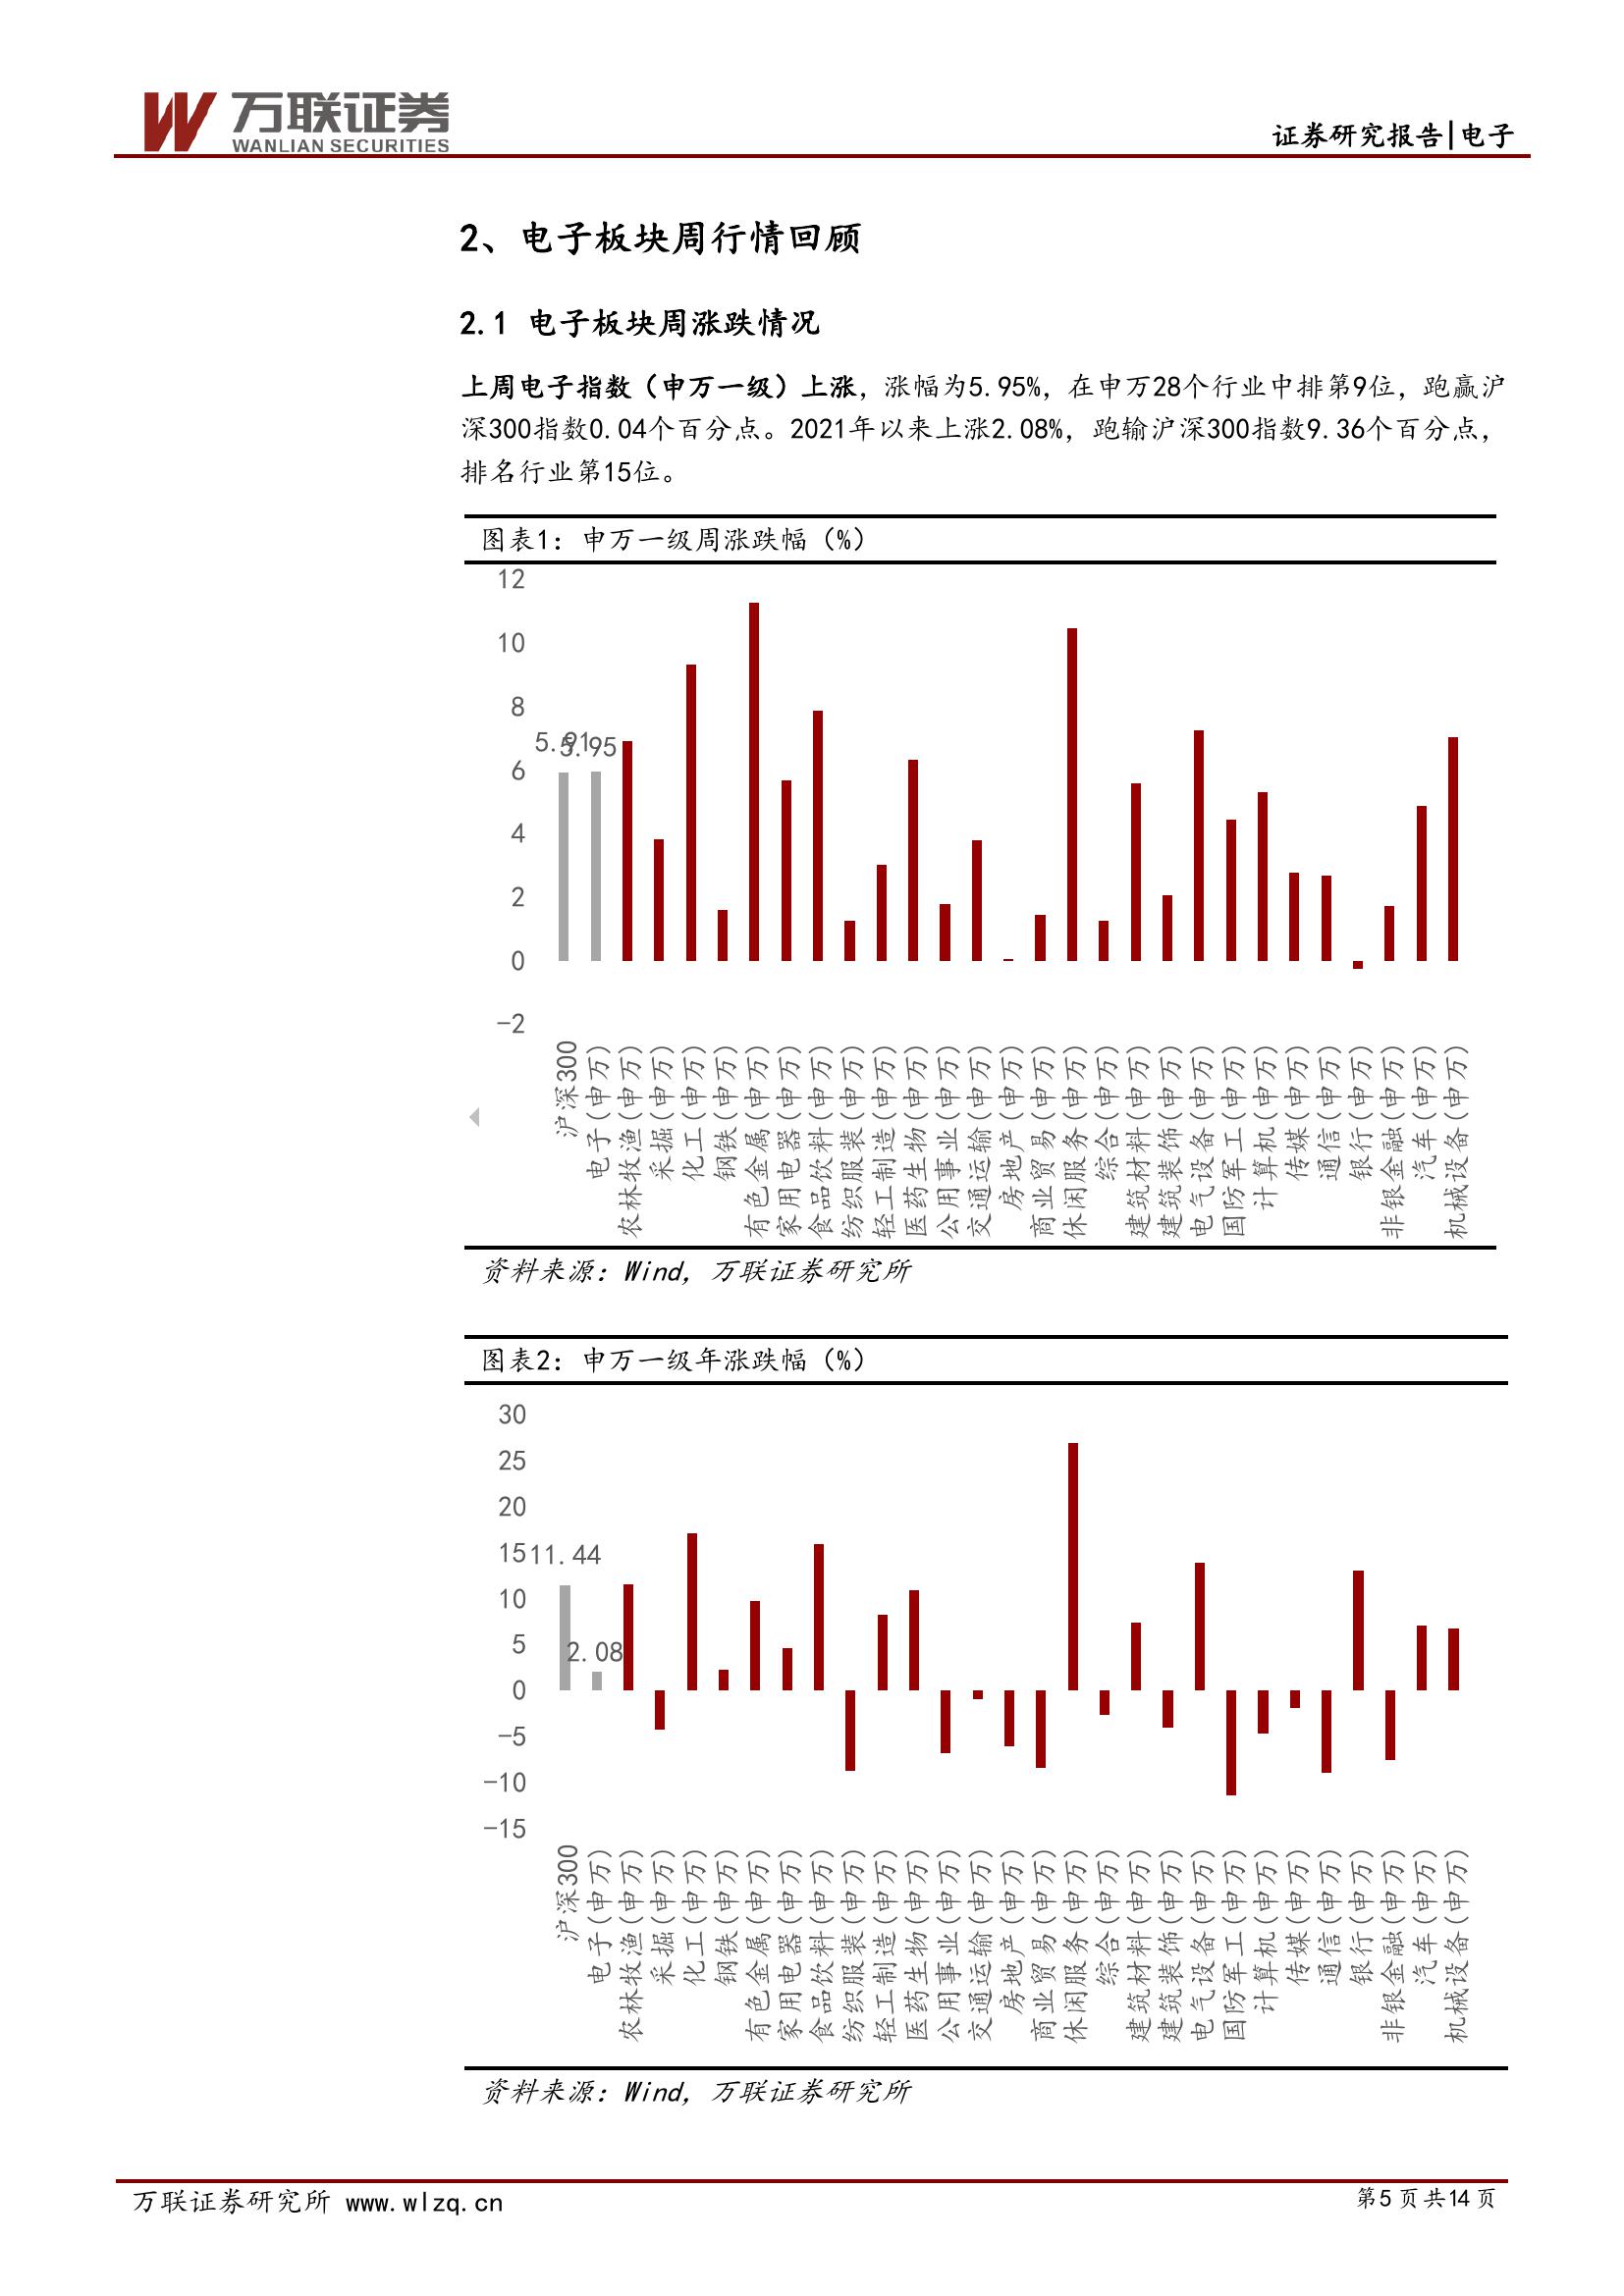 万联证券
WANLIAN SECURITIES
证券研究报告|电子
2、电子板块周行情回顾
2.1 电子板块周涨跌情况
上周电子指数（申万一级）上涨，涨幅为5.95%，在申万28个行业中排第9位，跑赢沪
深300指数0.04个百分点。2021年以来上涨2.08%，跑输沪深300指数9.36个百分点，
排名行业第15位。
图表1：申万一级周涨跌幅（%）
12
10
8
6
4
2
0
-2
5.91
5.95
沪深300
电子(申万)
农林牧渔(申万)
采掘(申万)
化工(申万)
钢铁(申万)
有色金属(申万)
家用电器(申万)
食品饮料(申万)
纺织服装(申万)
轻工制造(申万)
医药生物(申万)
公用事业(申万)
交通运输(申万)
房地产(申万)
商业贸易(申万)
休闲服务(申万)
综合(申万)
建筑材料(申万)
建筑装饰(申万)
电气设备(申万)
国防军工(申万)
计算机(申万)
传媒(申万)
通信(申万)
银行(申万)
非银金融(申万)
汽车(申万)
机械设备(申万)
资料来源：Wind, 万联证券研究所
图表2：申万一级年涨跌幅（%）
30
25
20
15
10
5
0
-5
-10
-15
11.44
2.08
沪深300
电子(申万)
农林牧渔(申万)
采掘(申万)
化工(申万)
钢铁(申万)
有色金属(申万)
家用电器(申万)
食品饮料(申万)
纺织服装(申万)
轻工制造(申万)
医药生物(申万)
公用事业(申万)
交通运输(申万)
房地产(申万)
商业贸易(申万)
休闲服务(申万)
综合(申万)
建筑材料(申万)
建筑装饰(申万)
电气设备(申万)
国防军工(申万)
计算机(申万)
传媒(申万)
通信(申万)
银行(申万)
非银金融(申万)
汽车(申万)
机械设备(申万)
资料来源：Wind, 万联证券研究所
万联证券研究所 www.wlzq.cn
第5页共14页